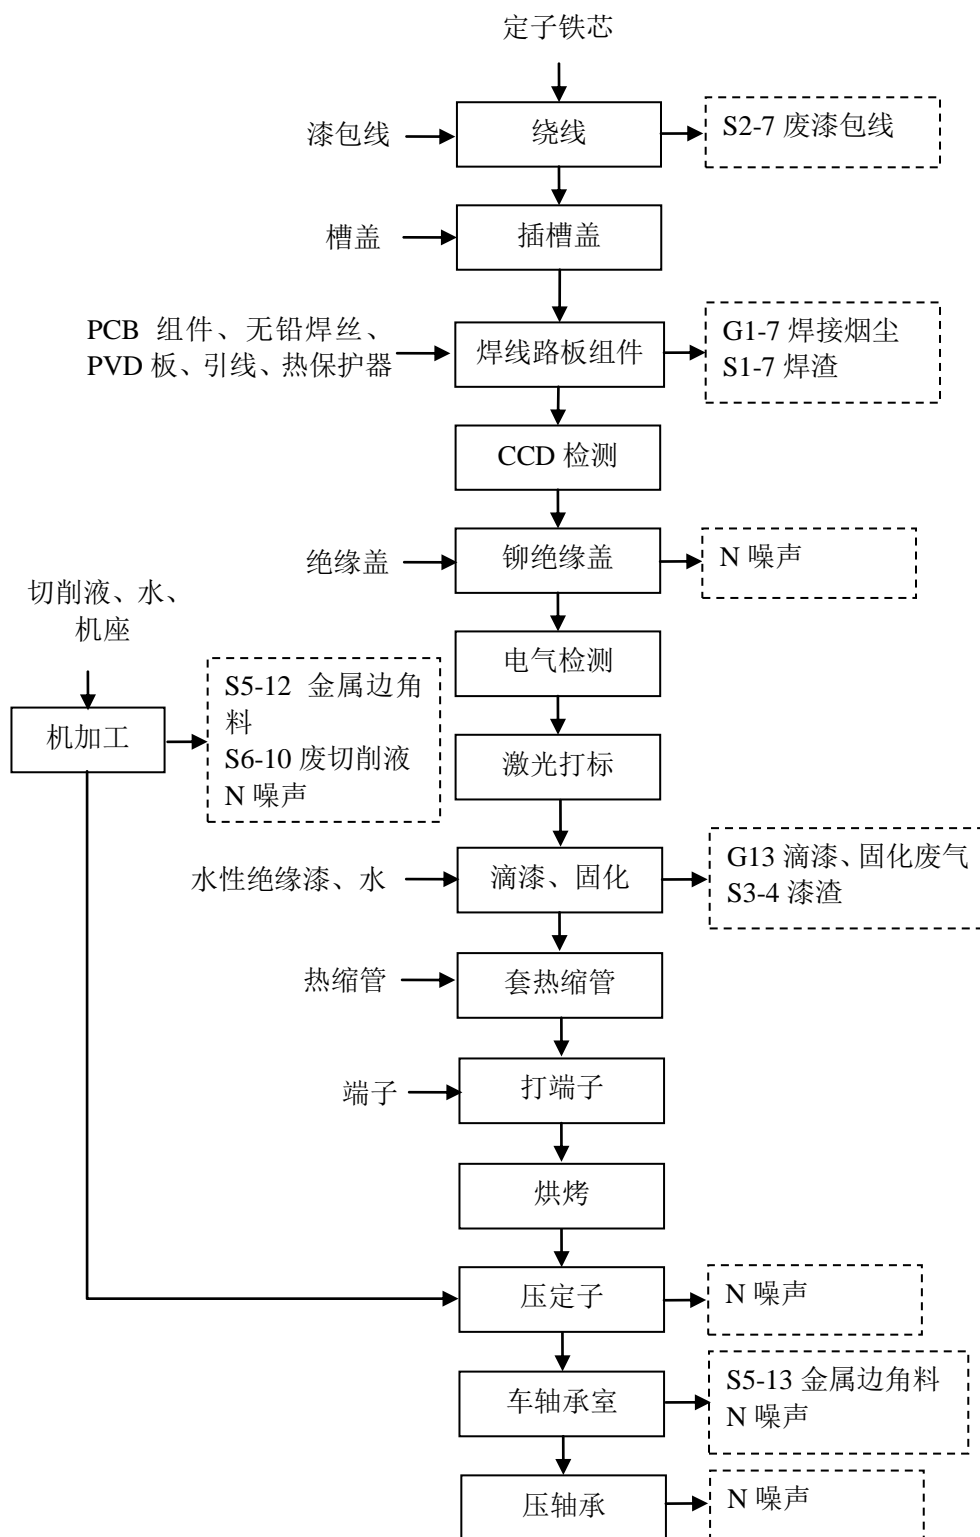 定子铁芯
漆包线
绕线
S2-7 废漆包线
槽盖
插槽盖
PCB 组件、无铅焊丝、
PVD 板、引线、热保护器
焊线路板组件
G1-7 焊接烟尘
S1-7 焊渣
CCD 检测
绝缘盖
铆绝缘盖
N 噪声
切削液、水、
机座
电气检测
S5-12 金属边角
料
S6-10 废切削液
N 噪声
机加工
激光打标
水性绝缘漆、水
滴漆、固化
G13 滴漆、固化废气
S3-4 漆渣
热缩管
套热缩管
端子
打端子
烘烤
压定子
N 噪声
车轴承室
S5-13 金属边角料
N 噪声
压轴承
N 噪声